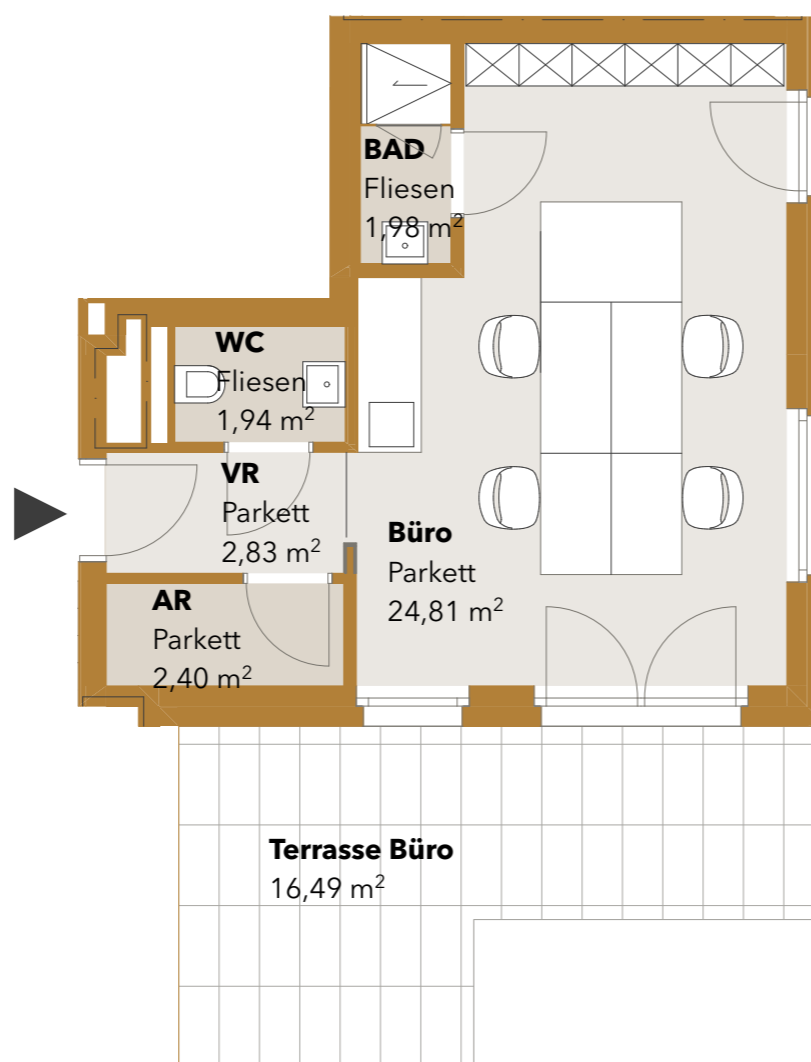 BAD
Fliesen
1,98 m²
WC
Fliesen
1,94 m²
VR
Parkett
2,83 m²
Büro
Parkett
24,81 m²
AR
Parkett
2,40 m²
Terrasse Büro
16,49 m²